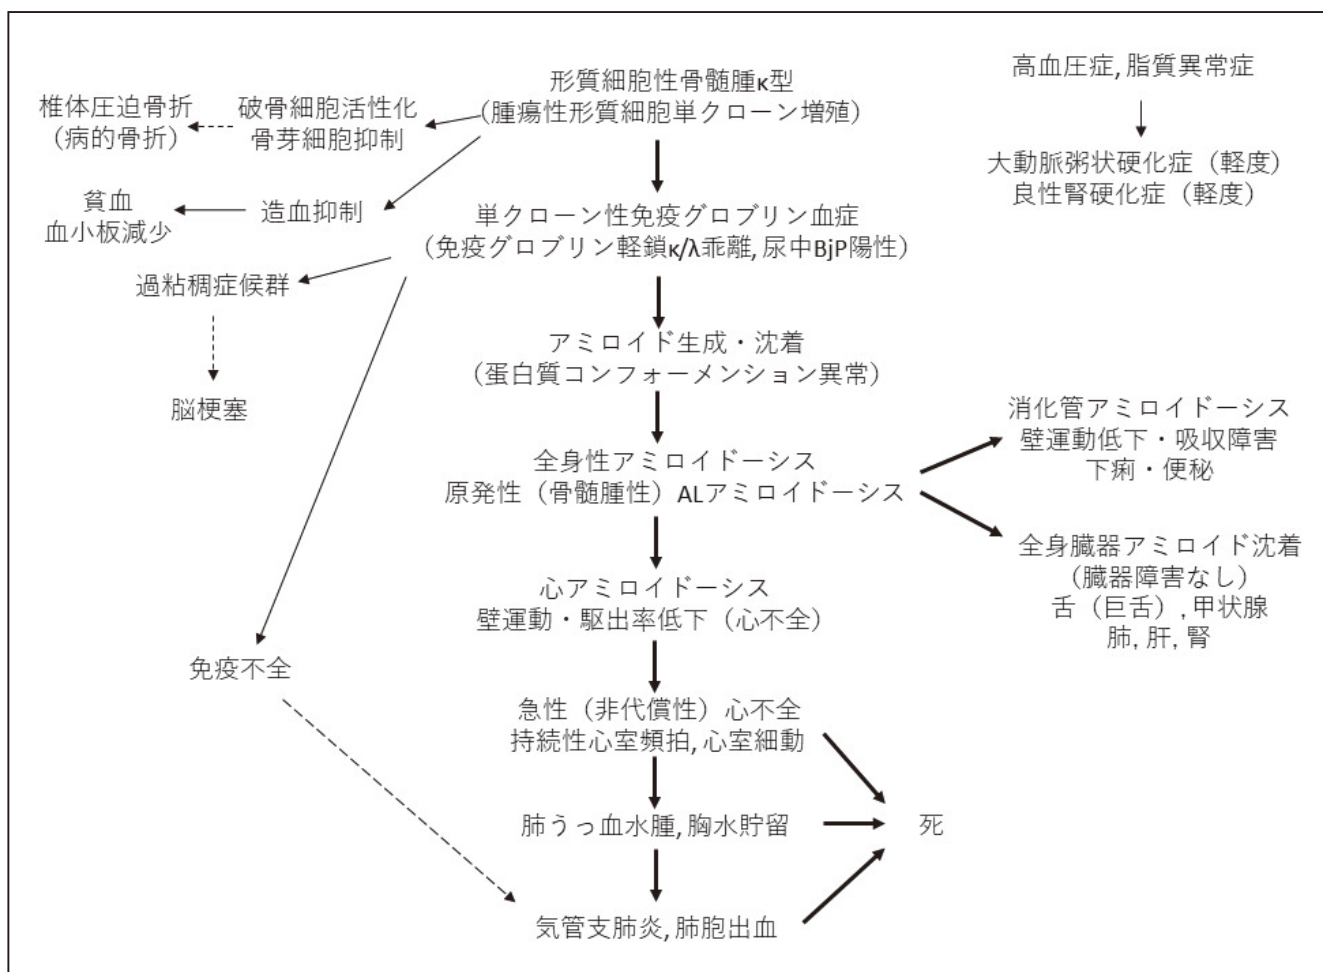 形質細胞性骨髄腫κ型
(腫瘍性形質細胞単クローン増殖)
高血圧症, 脂質異常症
椎体圧迫骨折
(病的骨折)
破骨細胞活性化
骨芽細胞抑制
大動脈粥状硬化症（軽度）
良性腎硬化症（軽度）
貧血
血小板減少
造血抑制
単クローン性免疫グロブリン血症
(免疫グロブリン軽鎖κ/λ乖離, 尿中BjP陽性)
過粘稠症候群
アミロイド生成・沈着
(蛋白質コンフォーメンション異常)
脳梗塞
消化管アミロイドーシス
壁運動低下・吸収障害
下痢・便秘
全身性アミロイドーシス
原発性（骨髄腫性）ALアミロイドーシス
全身臓器アミロイド沈着
（臓器障害なし）
舌（巨舌）, 甲状腺
肺, 肝, 腎
心アミロイドーシス
壁運動・駆出率低下（心不全）
免疫不全
急性（非代償性）心不全
持続性心室頻拍, 心室細動
肺うっ血水腫, 胸水貯留
死
気管支肺炎, 肺胞出血